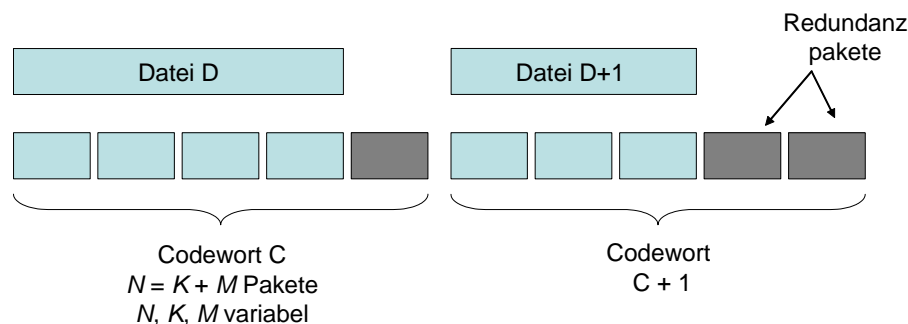 Redundanz
pakete
Datei D
Datei D+1
Codewort C
N = K + M Pakete
N, K, M variabel
Codewort
C + 1